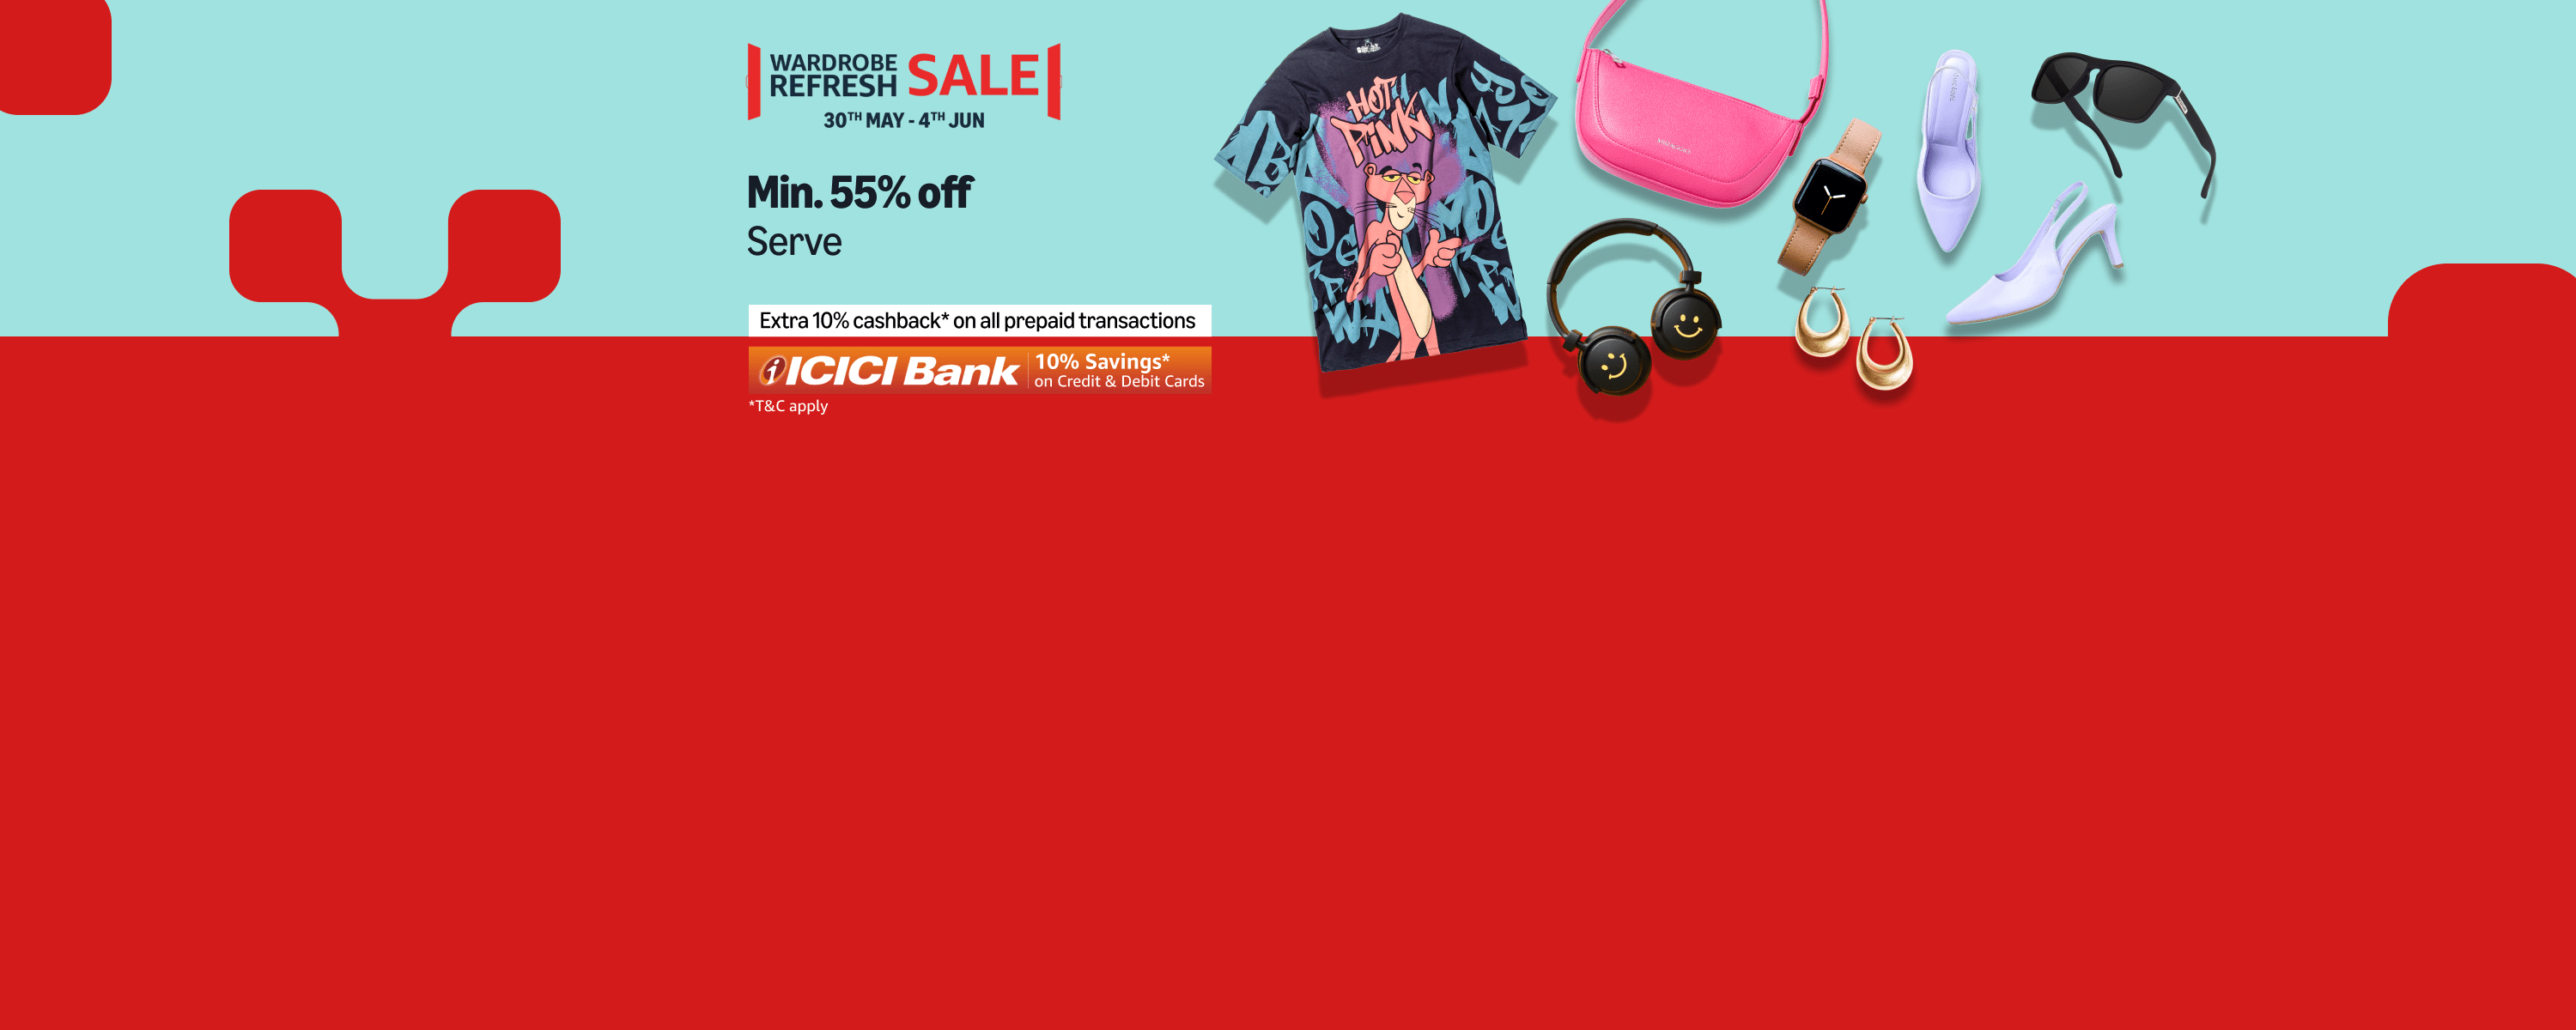 WARDROBE
REFRESH SALE
30TH MAY - 4TH JUN
Min. 55% off
Serve
Extra 10% cashback* on all prepaid transactions
i ICICI Bank 10% Savings*
on Credit & Debit Cards
*T&C apply
HOT
PINK